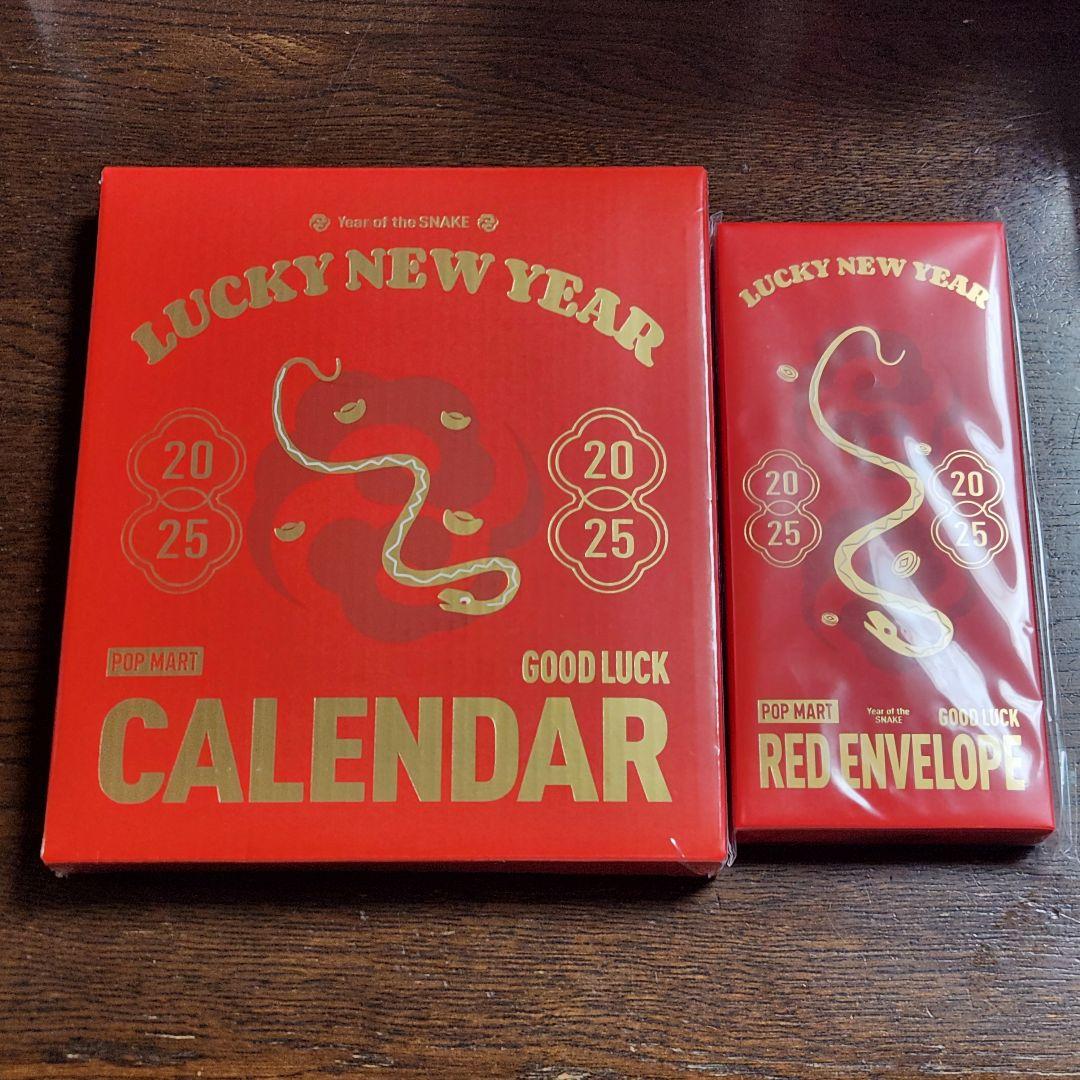 Year of the SNAKE
LUCKY NEW YEAR
20
25
20
25
POP MART
GOOD LUCK
CALENDAR
LUCKY NEW YEAR
20
25
20
25
POP MART
Year of the
SNAKE
GOOD LUCK
RED ENVELOPE